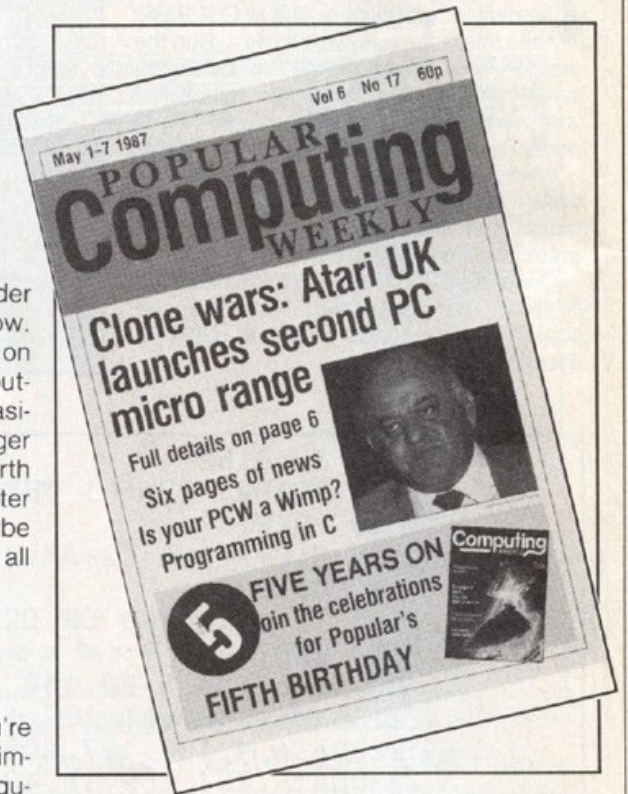 der
ow.
on
out-
asi-
ger
rth
ter
be
all
're
im-
gu-
May 1-7 1987
Vol 6 No 17 60p
POPULAR
Computing
WEEKLY
Clone wars: Atari UK
launches second PC
micro range
Full details on page 6
Six pages of news
Is your PCW a Wimp?
Programming in C
5
FIVE YEARS ON
oin the celebrations
for Popular's
FIFTH BIRTHDAY
Computing